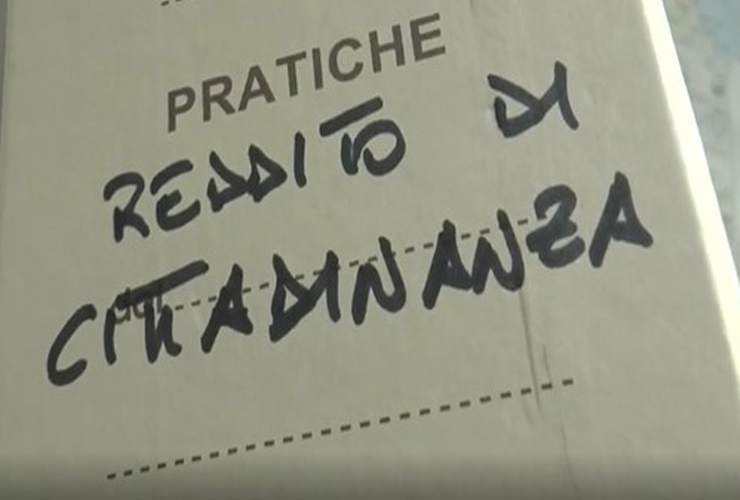 PRATICHE
REDDITO DI
CITTADINANZA